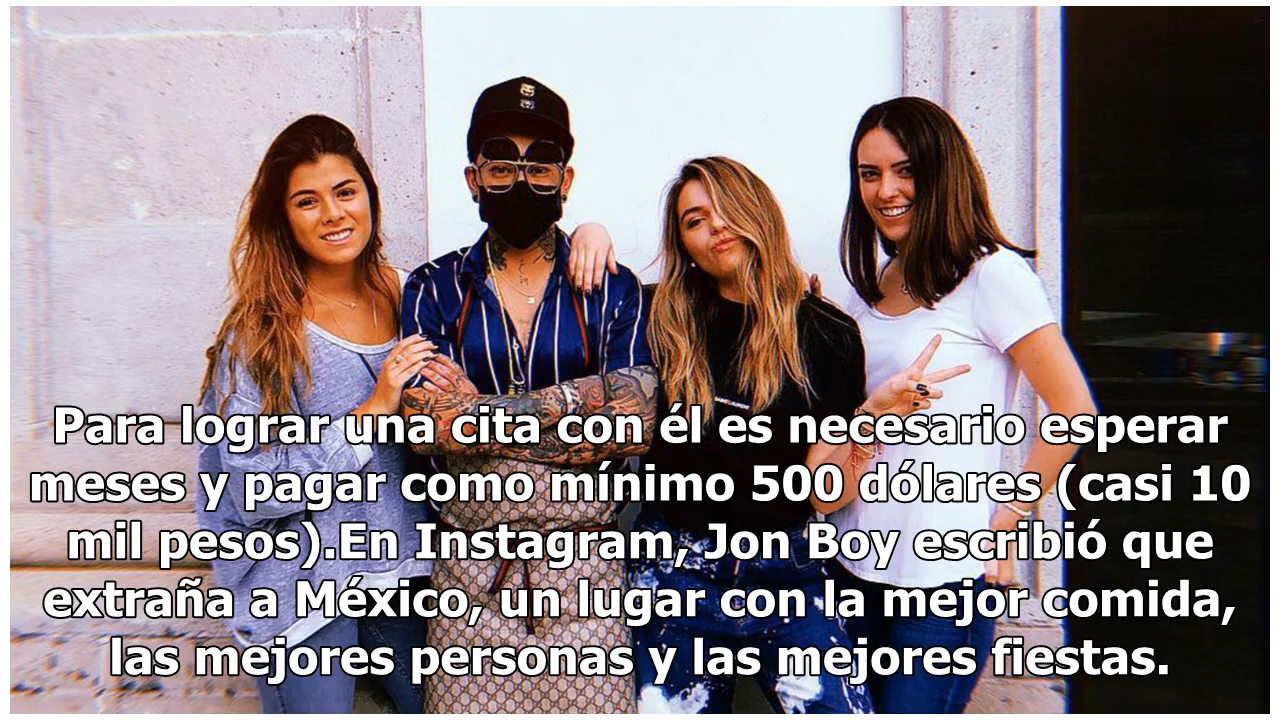 SAINT LAURENT
Para lograr una cita con él es necesario esperar
meses y pagar como mínimo 500 dólares (casi 10
mil pesos).En Instagram, Jon Boy escribió que
extraña a México, un lugar con la mejor comida,
las mejores personas y las mejores fiestas.